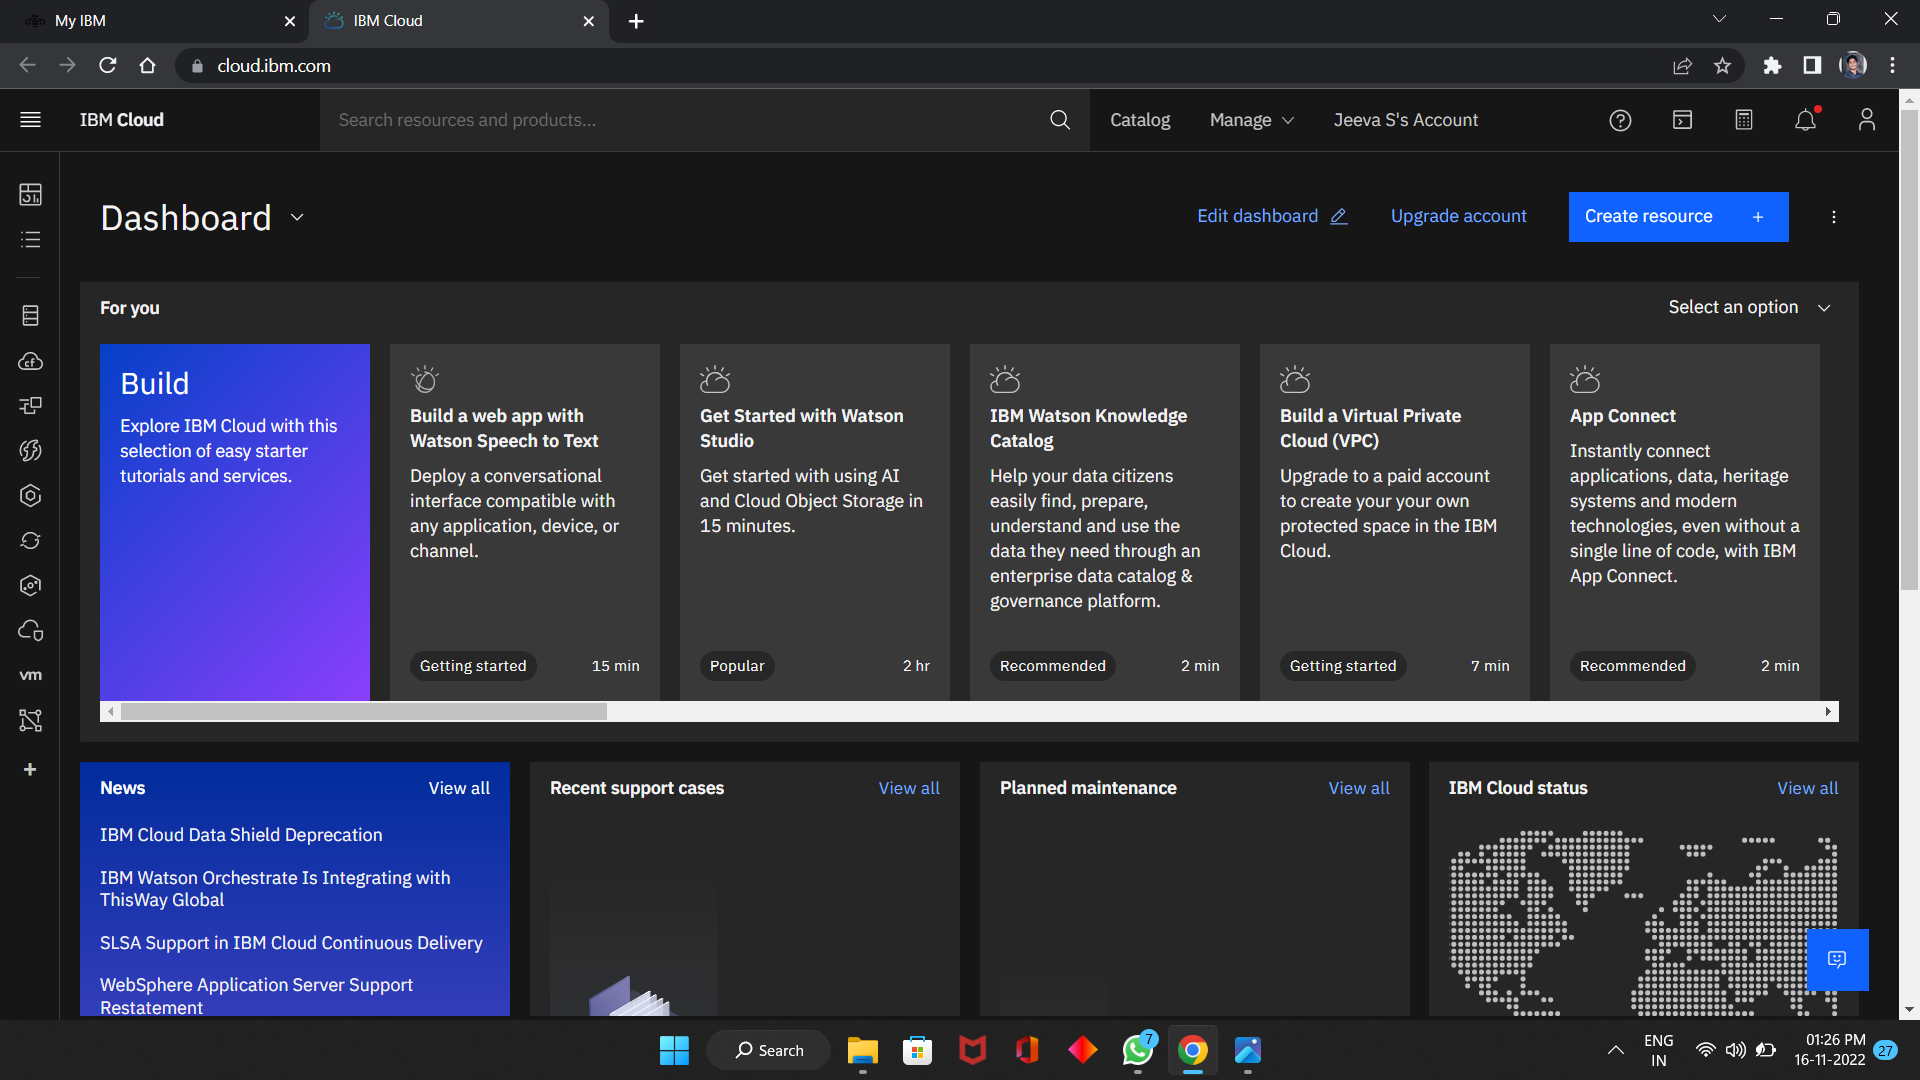 My IBM
IBM Cloud
cloud.ibm.com
IBM Cloud
Search resources and products...
Catalog
Manage
Jeeva S's Account
Dashboard
Edit dashboard
Upgrade account
Create resource +
For you
Select an option
Build
Explore IBM Cloud with this
selection of easy starter
tutorials and services.
Build a web app with
Watson Speech to Text
Deploy a conversational
interface compatible with
any application, device, or
channel.
Getting started
15 min
Get Started with Watson
Studio
Get started with using AI
and Cloud Object Storage in
15 minutes.
Popular
2 hr
IBM Watson Knowledge
Catalog
Help your data citizens
easily find, prepare,
understand and use the
data they need through an
enterprise data catalog &
governance platform.
Recommended
2 min
Build a Virtual Private
Cloud (VPC)
Upgrade to a paid account
to create your your own
protected space in the IBM
Cloud.
Getting started
7 min
App Connect
Instantly connect
applications, data, heritage
systems and modern
technologies, even without a
single line of code, with IBM
App Connect.
Recommended
2 min
cf
vm
News
View all
IBM Cloud Data Shield Deprecation
IBM Watson Orchestrate Is Integrating with
ThisWay Global
SLSA Support in IBM Cloud Continuous Delivery
WebSphere Application Server Support
Restatement
Recent support cases
View all
Planned maintenance
View all
IBM Cloud status
View all
Search
7
ENG
IN
01:26 PM
16-11-2022
27